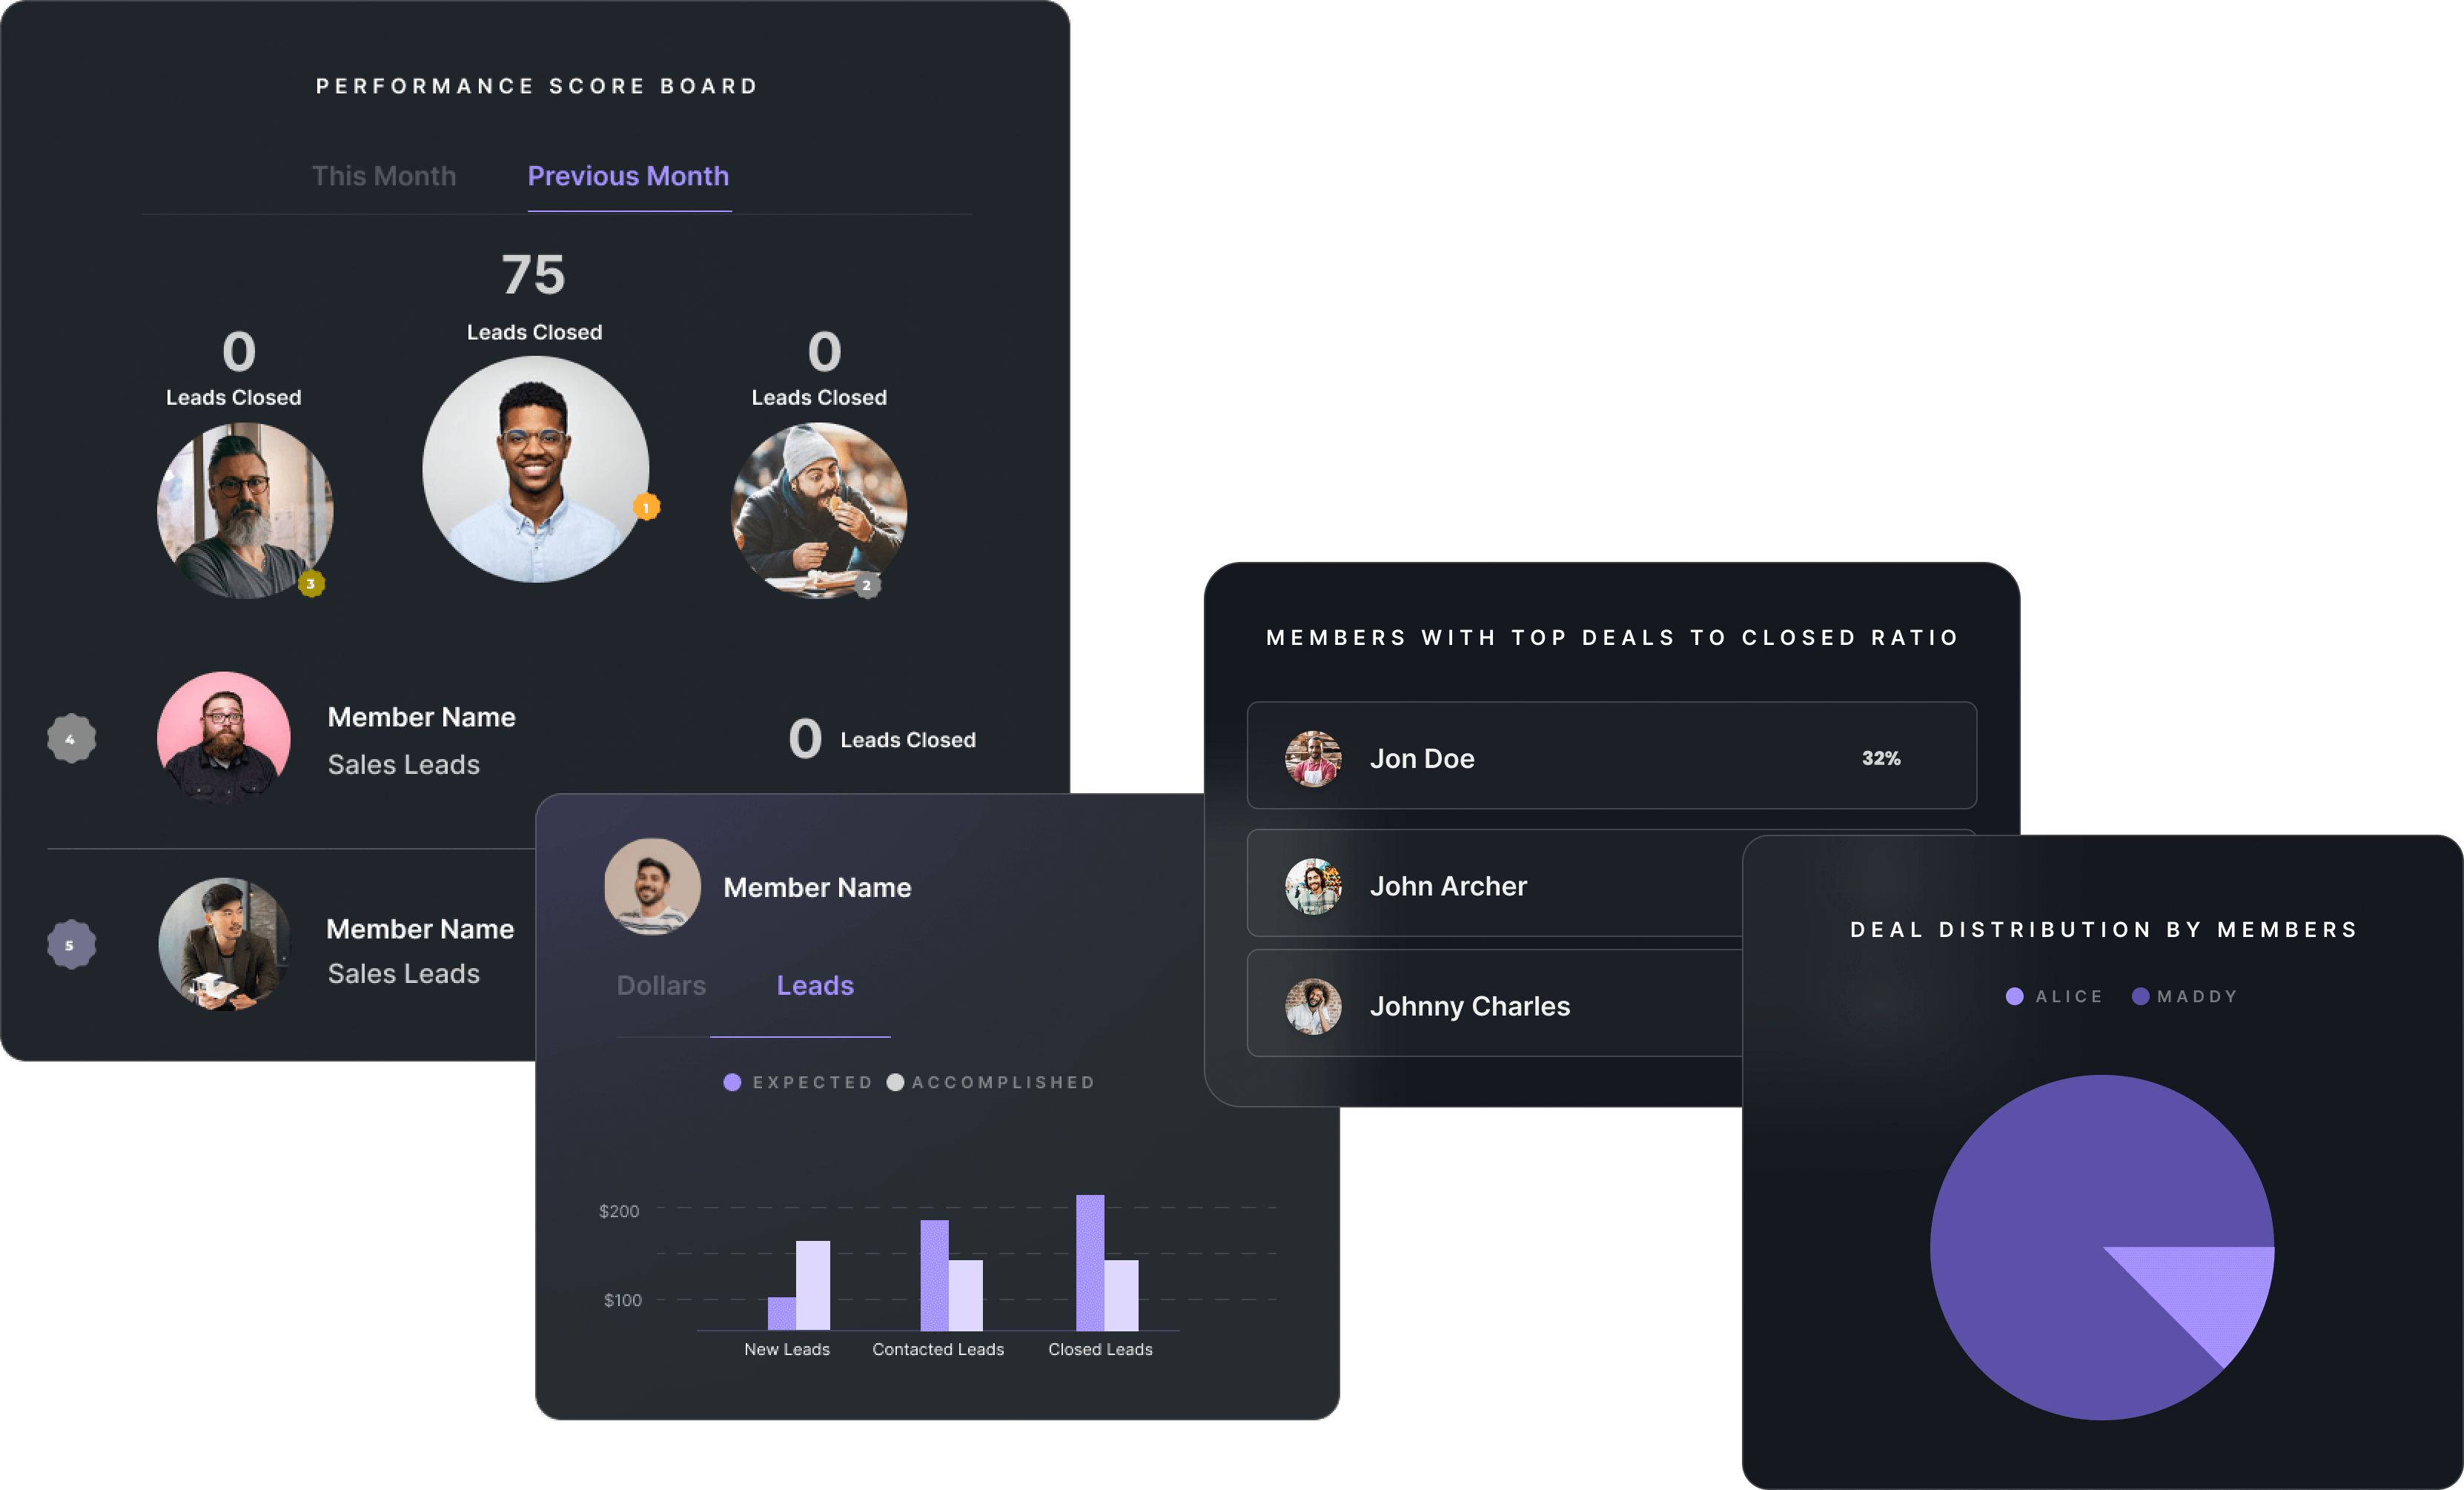 PERFORMANCE SCORE BOARD
This Month Previous Month
75
Leads Closed
0
Leads Closed
0
Leads Closed
1
3
2
4
Member Name
Sales Leads
0 Leads Closed
5
Member Name
Sales Leads
Member Name
Dollars Leads
EXPECTED ACCOMPLISHED
$200
$100
New Leads Contacted Leads Closed Leads
MEMBERS WITH TOP DEALS TO CLOSED RATIO
Jon Doe 32%
John Archer
Johnny Charles
DEAL DISTRIBUTION BY MEMBERS
ALICE MADDY